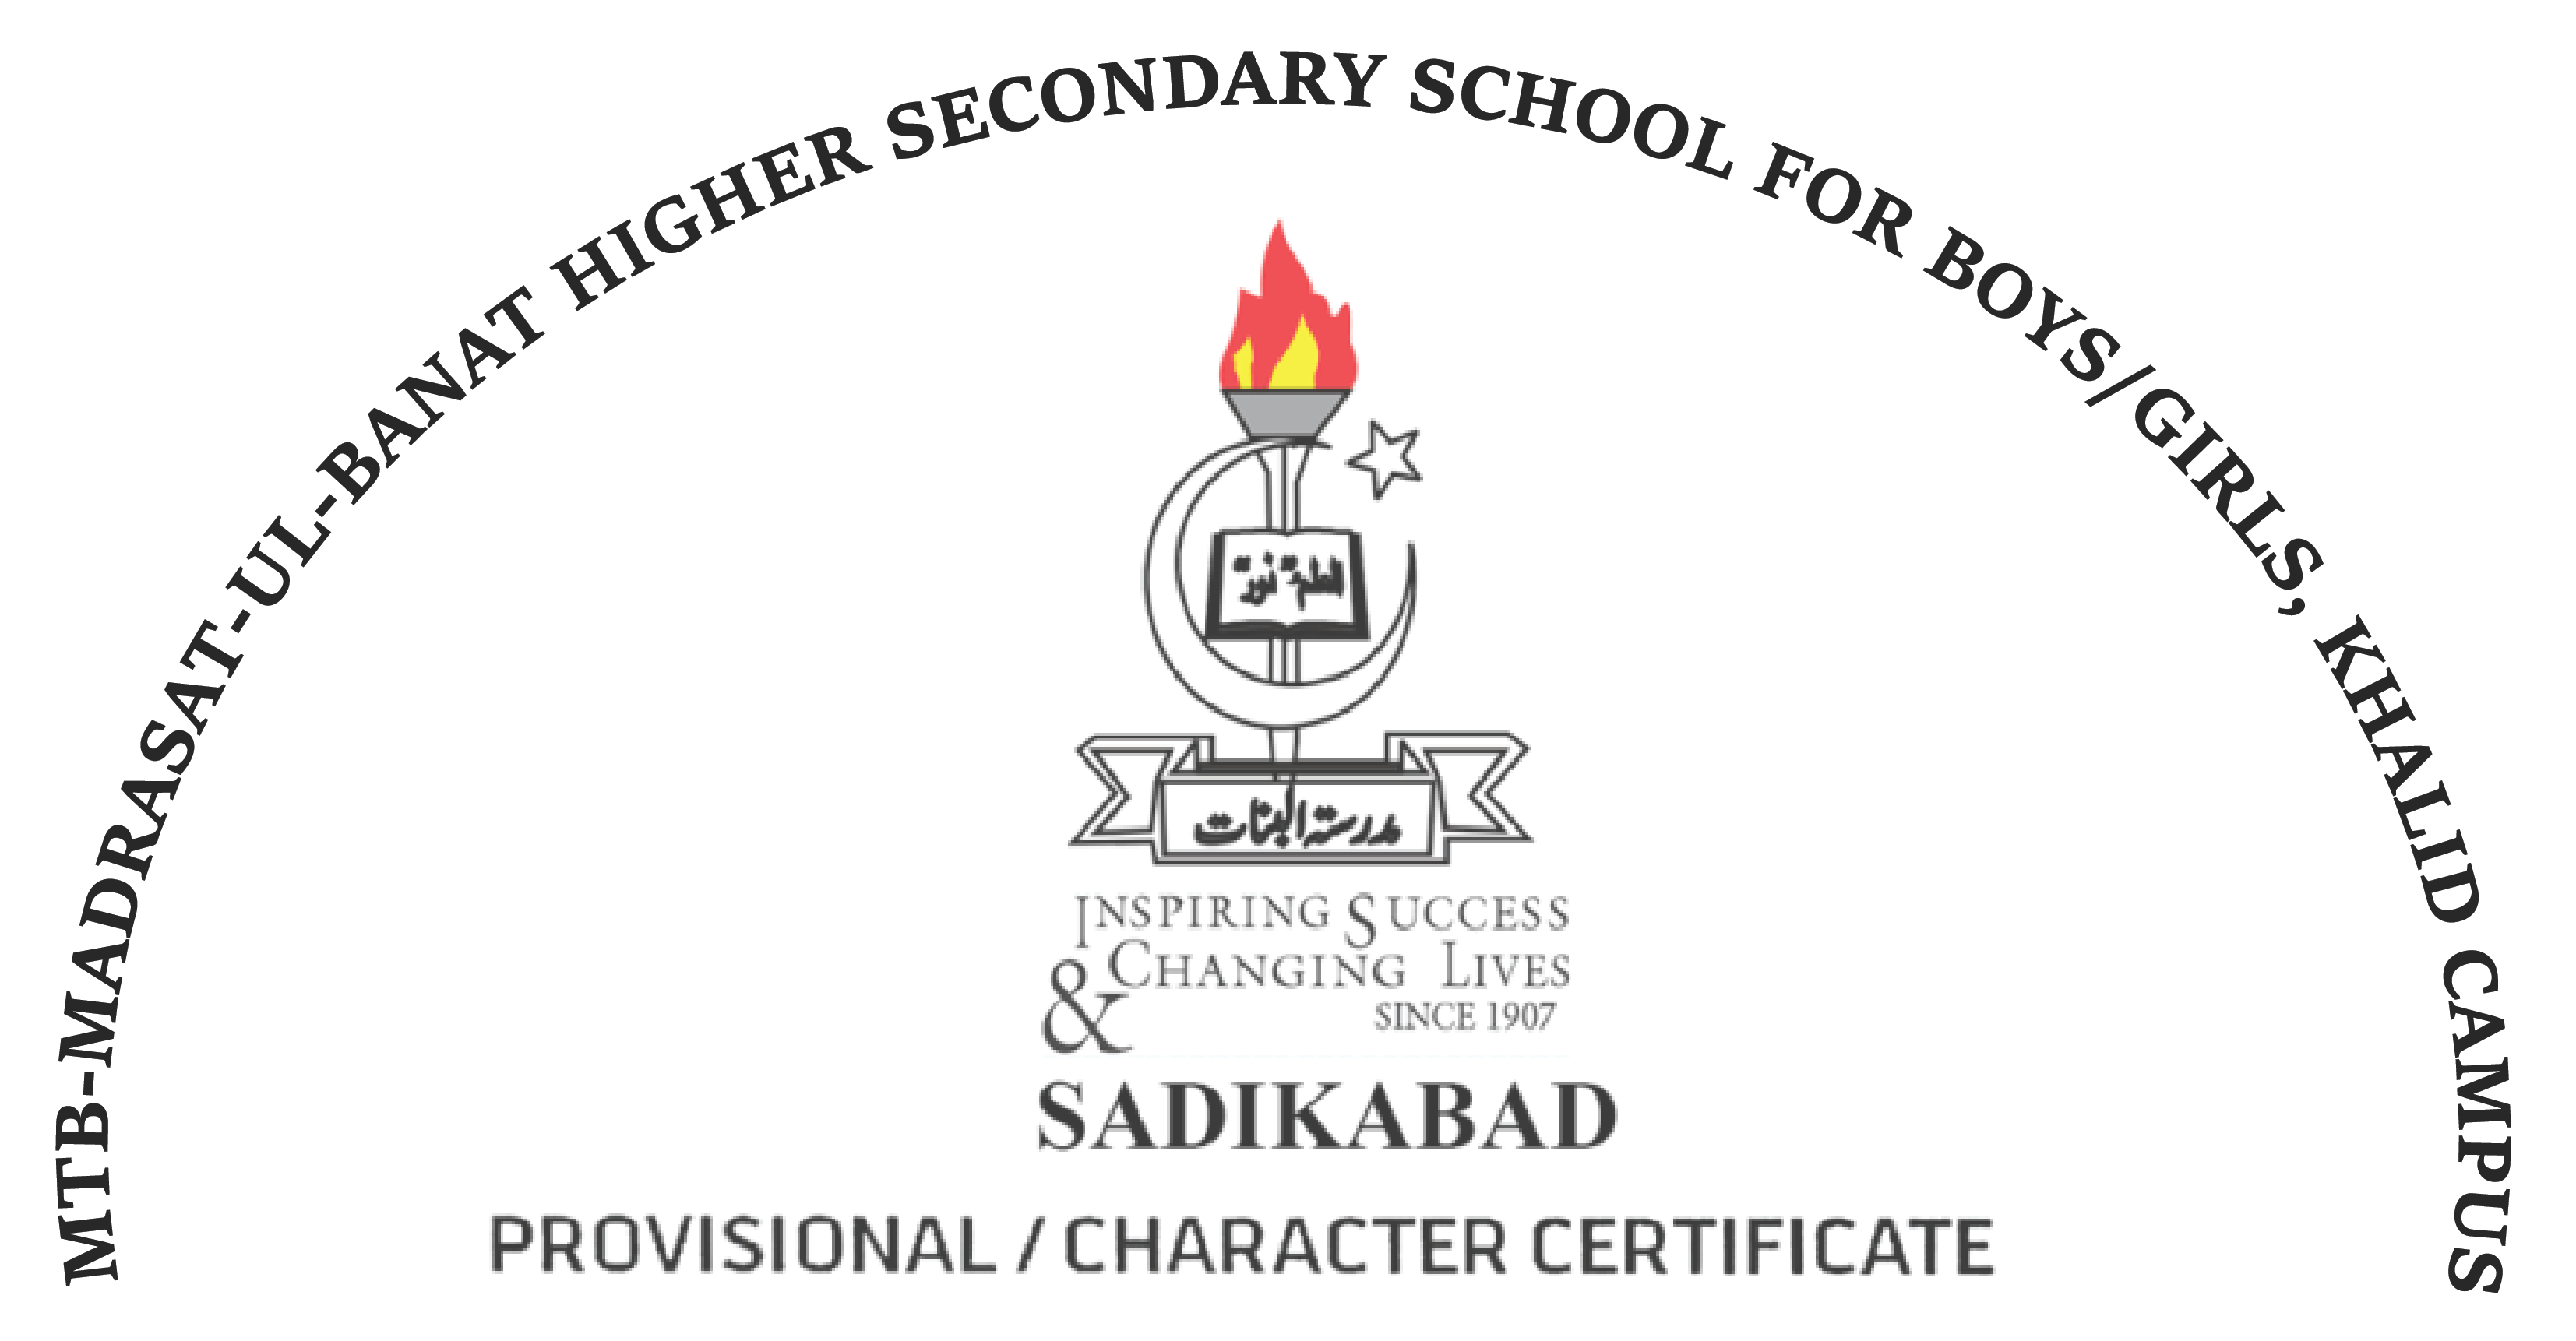 MTB-MADRASAT-UL-BANAT HIGHER SECONDARY SCHOOL FOR BOYS/GIRLS, KHALID CAMPUS
العلم نور
مدرستہ البنات
INSPIRING SUCCESS
& CHANGING LIVES
SINCE 1907
SADIKABAD
PROVISIONAL / CHARACTER CERTIFICATE